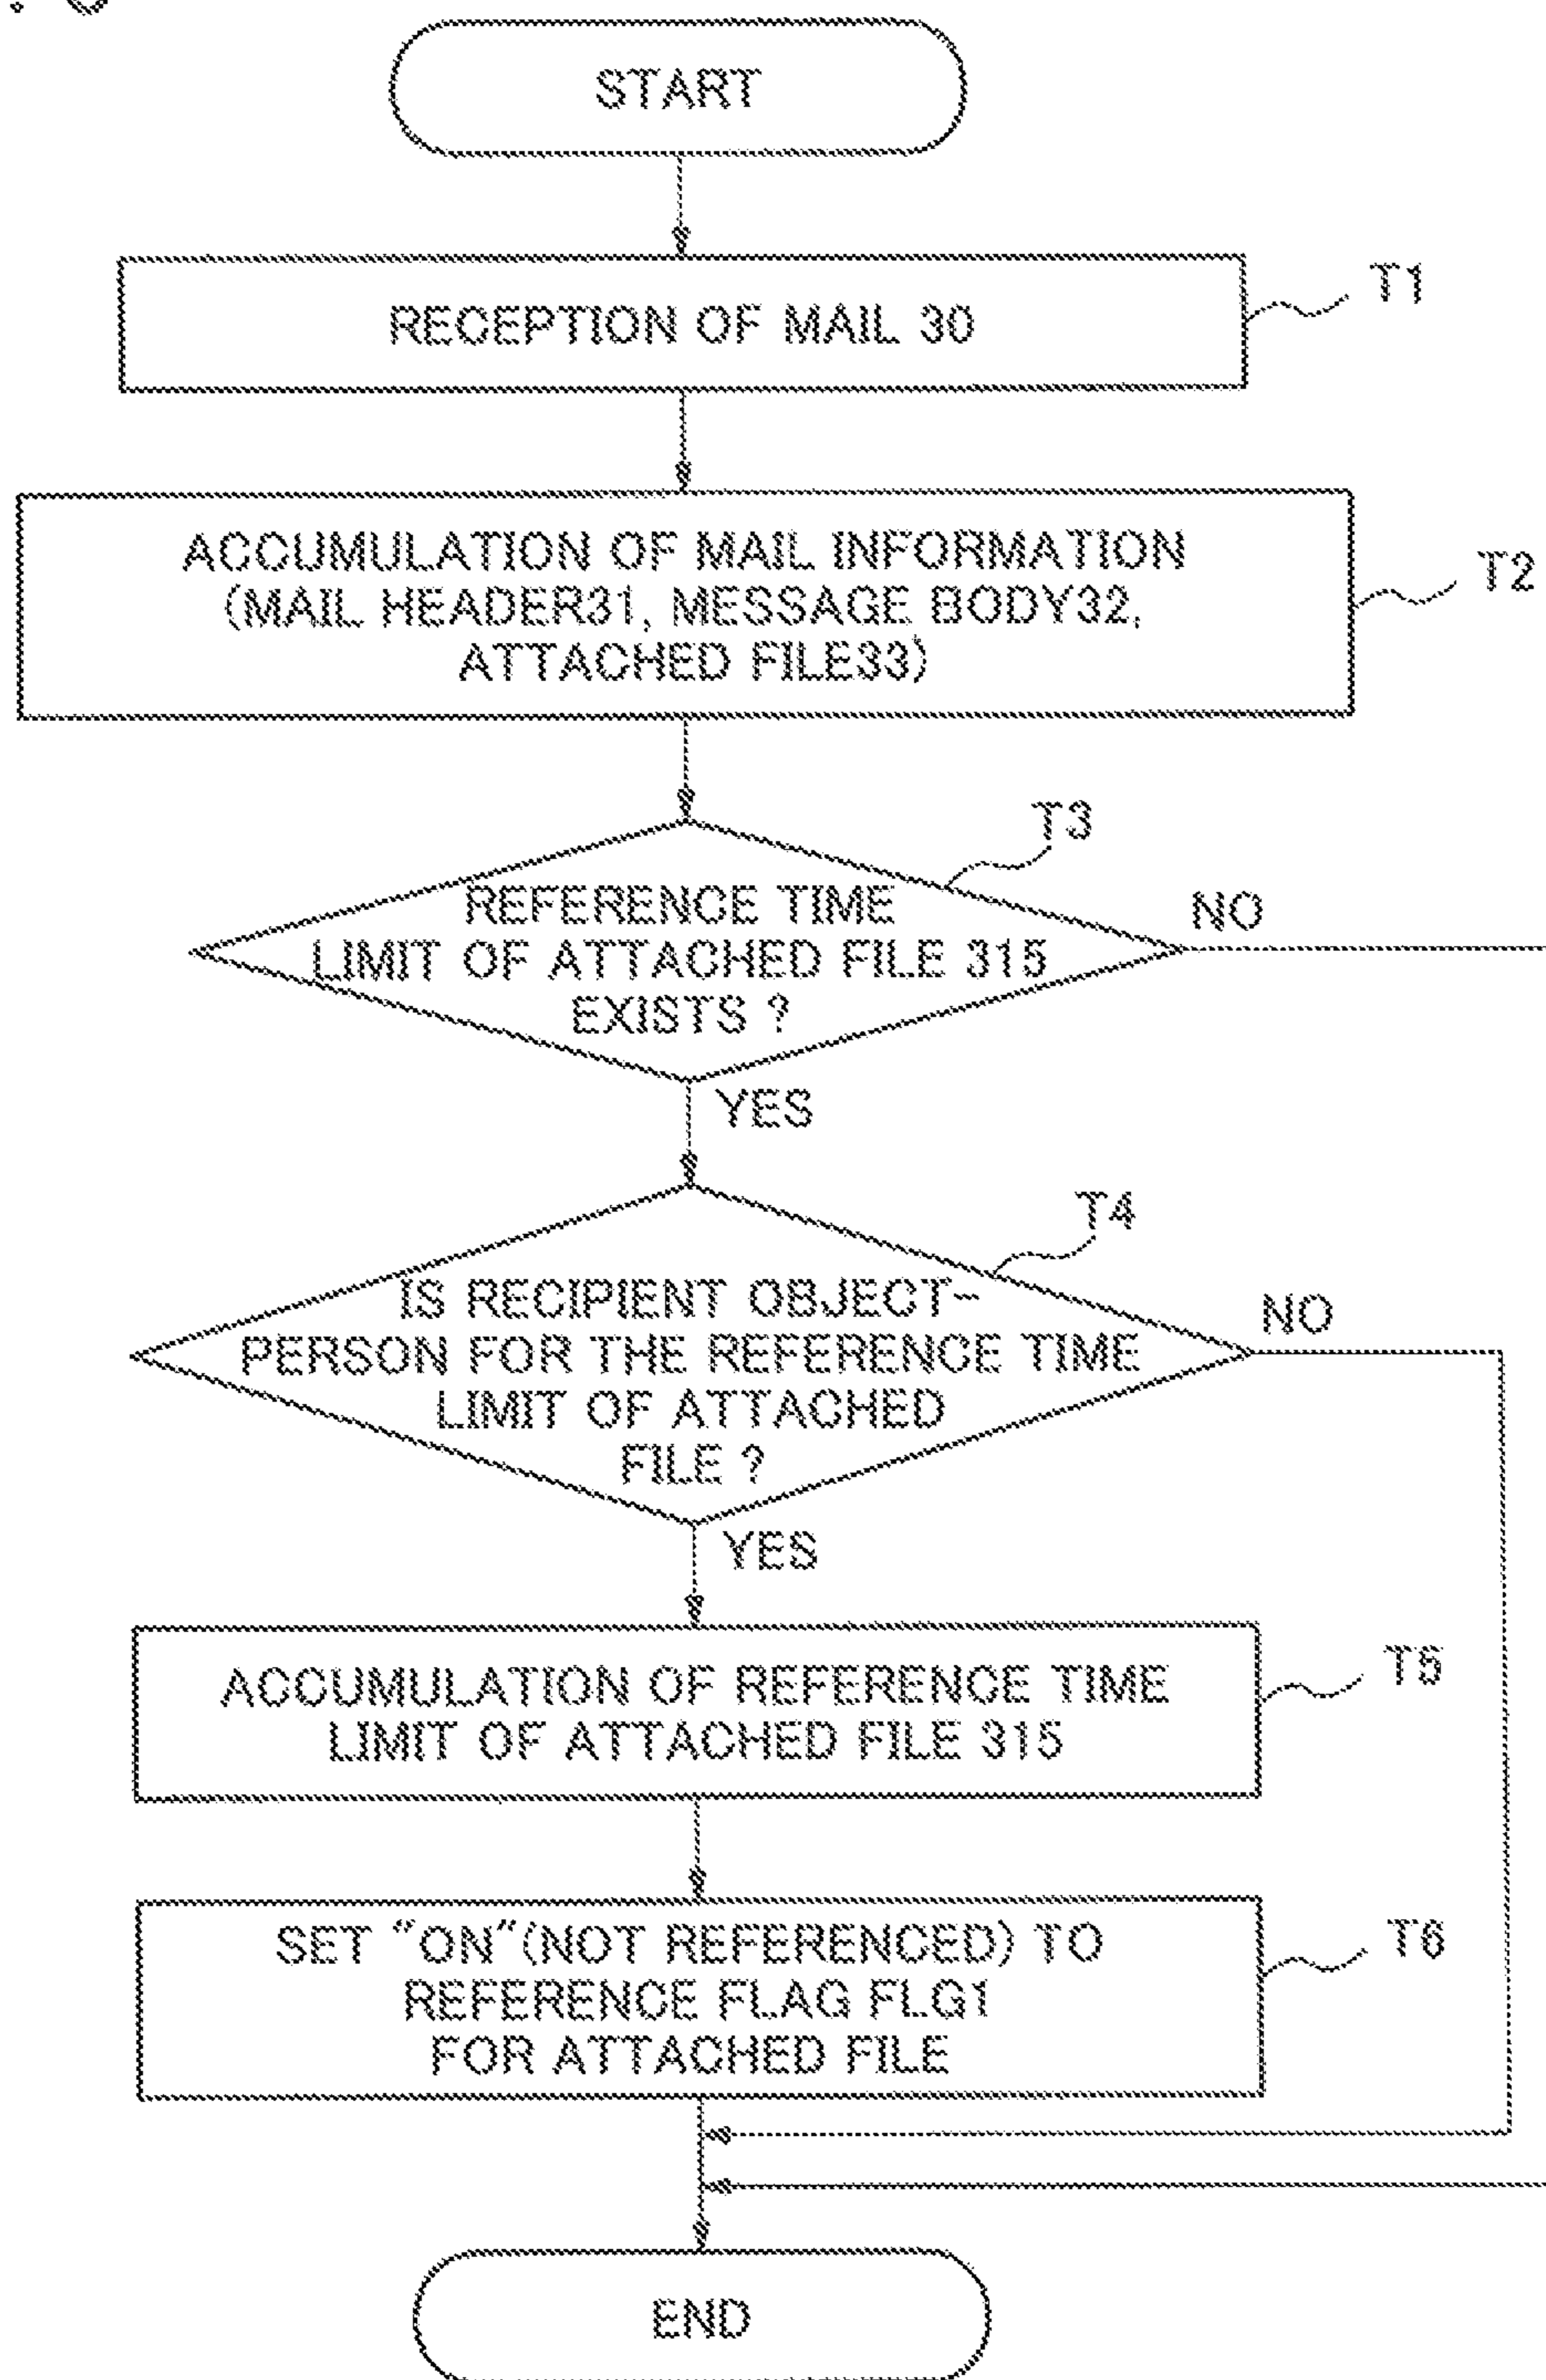 START
RECEPTION OF MAIL 30
T1
ACCUMULATION OF MAIL INFORMATION
(MAIL HEADER31, MESSAGE BODY32,
ATTACHED FILE33)
T2
T3
REFERENCE TIME
LIMIT OF ATTACHED FILE 315
EXISTS ?
NO
YES
T4
IS RECIPIENT OBJECT-
PERSON FOR THE REFERENCE TIME
LIMIT OF ATTACHED
FILE ?
NO
YES
ACCUMULATION OF REFERENCE TIME
LIMIT OF ATTACHED FILE 315
T5
SET "ON"(NOT REFERENCED) TO
REFERENCE FLAG FLG1
FOR ATTACHED FILE
T6
END